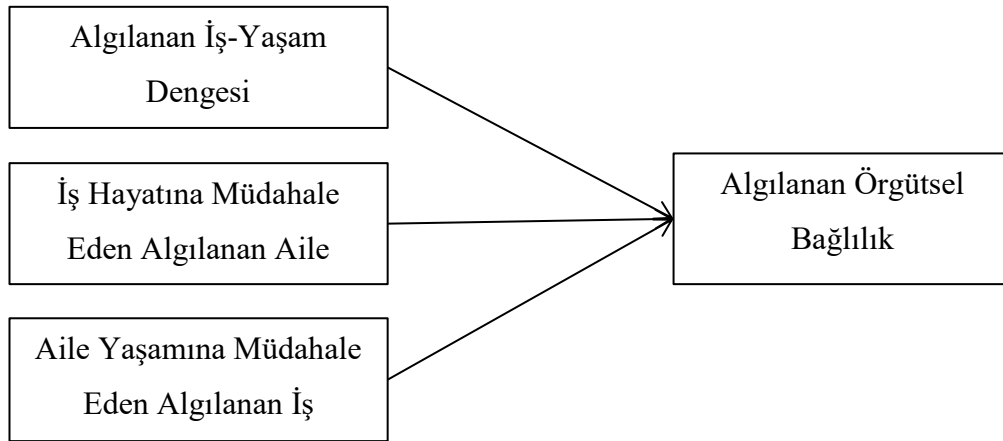 Algılanan İş-Yaşam
Dengesi
İş Hayatına Müdahale
Eden Algılanan Aile
Aile Yaşamına Müdahale
Eden Algılanan İş
Algılanan Örgütsel
Bağlılık